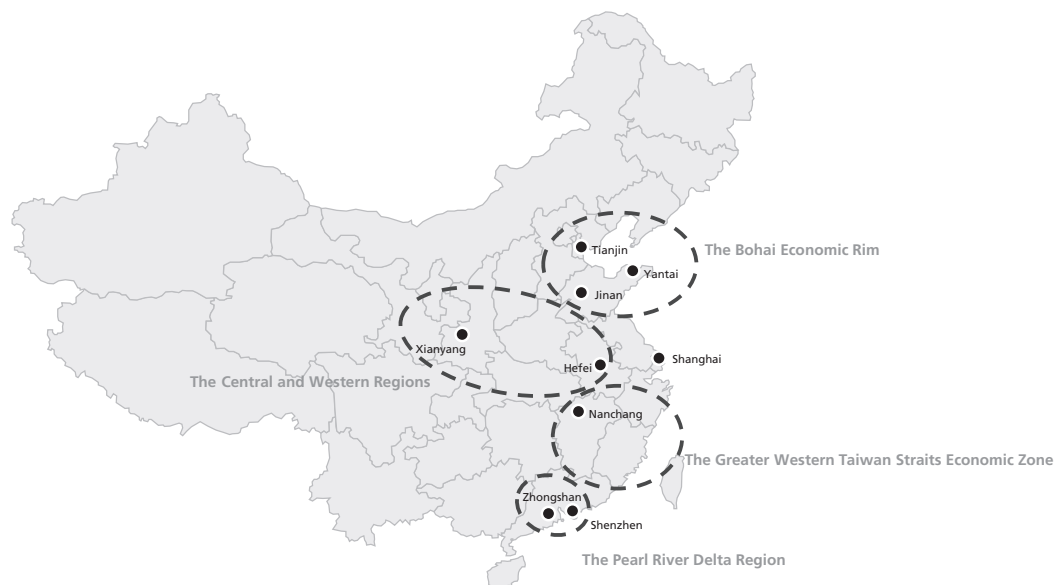 Tianjin
The Bohai Economic Rim
Yantai
Jinan
Xianyang
Shanghai
Hefei
The Central and Western Regions
Nanchang
The Greater Western Taiwan Straits Economic Zone
Zhongshan
Shenzhen
The Pearl River Delta Region